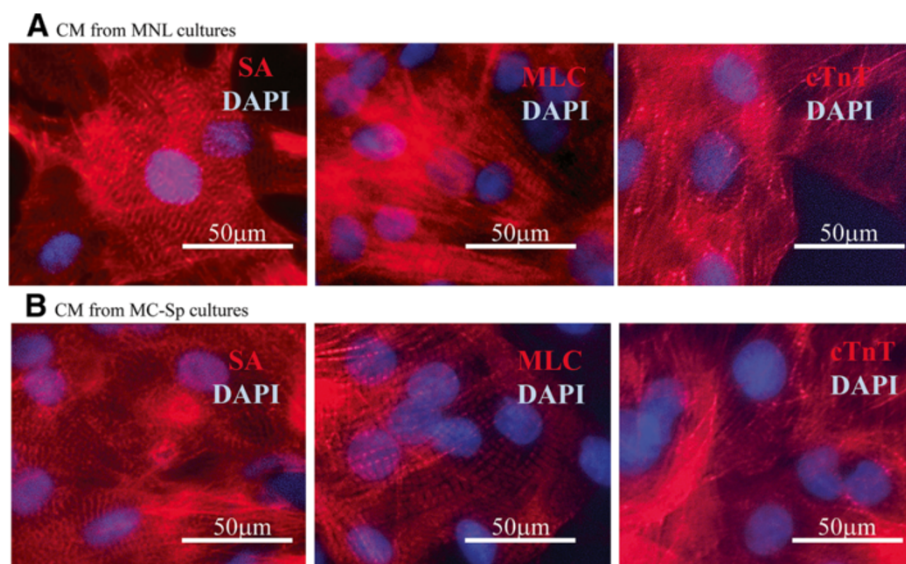 A CM from MNL cultures
SA
DAPI
50μm
MLC
DAPI
50μm
cTnT
DAPI
50μm
B CM from MC-Sp cultures
SA
DAPI
50μm
MLC
DAPI
50μm
cTnT
DAPI
50μm